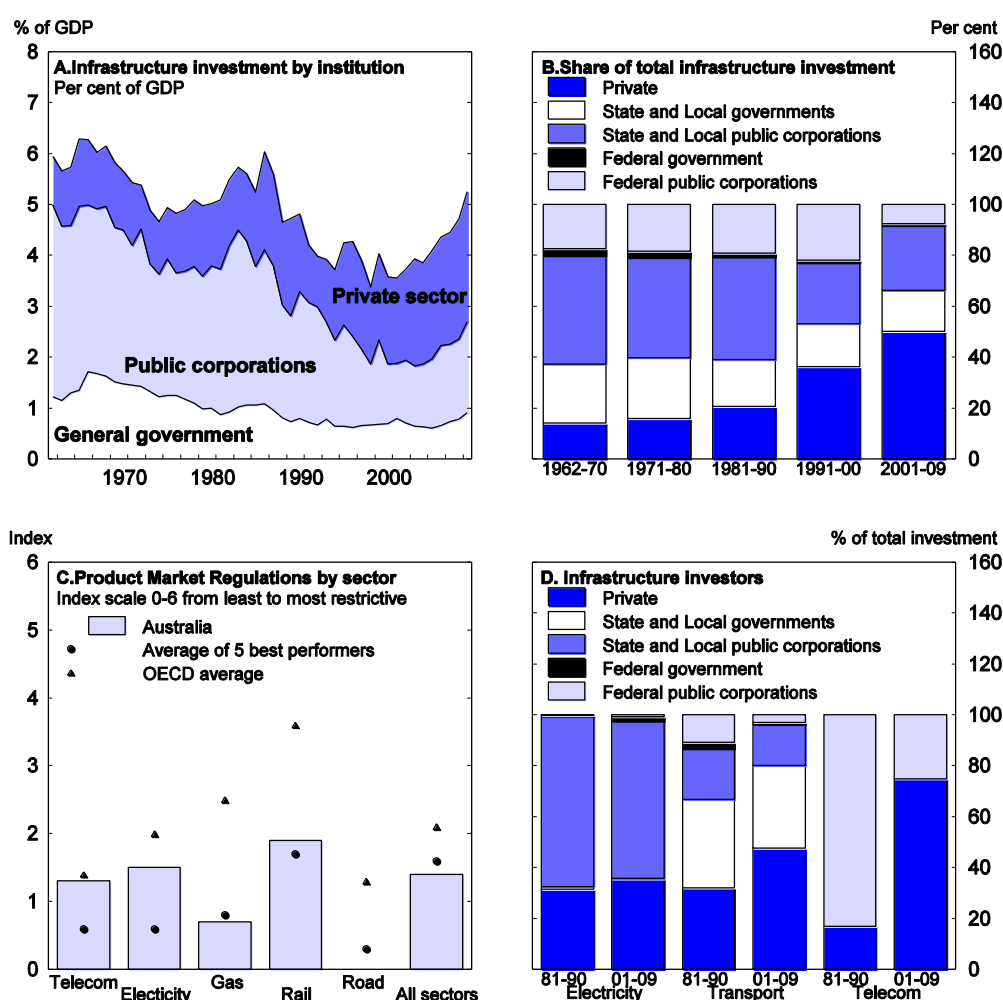 % of GDP
8
7
6
5
4
3
2
1
0
A.Infrastructure investment by institution
Per cent of GDP
Private sector
Public corporations
General government
1970 1980 1990 2000
Per cent
160
140
120
100
80
60
40
20
0
B.Share of total infrastructure investment
Private
State and Local governments
State and Local public corporations
Federal government
Federal public corporations
1962-70 1971-80 1981-90 1991-00 2001-09
Index
6
5
4
3
2
1
0
C.Product Market Regulations by sector
Index scale 0-6 from least to most restrictive
Australia
Average of 5 best performers
OECD average
Telecom Electricity Gas Rail Road All sectors
% of total investment
160
140
120
100
80
60
40
20
0
D. Infrastructure investors
Private
State and Local governments
State and Local public corporations
Federal government
Federal public corporations
81-90 01-09 81-90 01-09 81-90 01-09
Electricity Transport Telecom